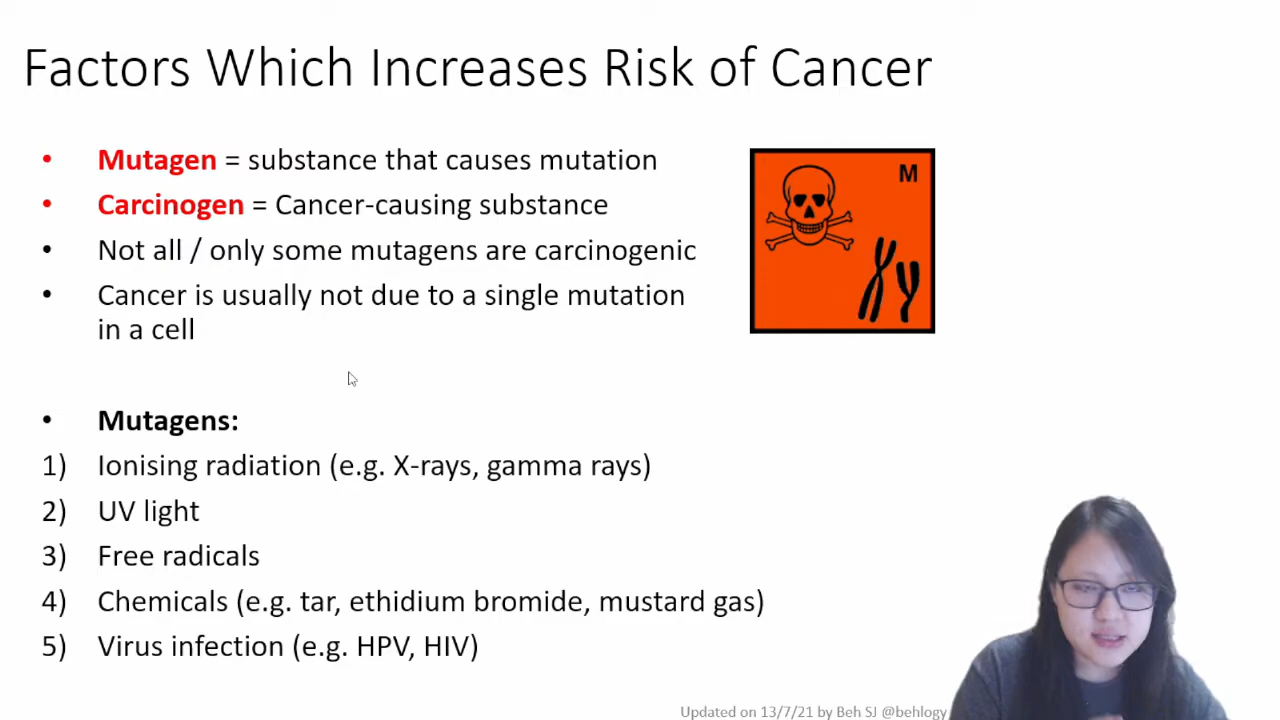 Factors Which Increases Risk of Cancer
• Mutagen = substance that causes mutation
• Carcinogen = Cancer-causing substance
• Not all / only some mutagens are carcinogenic
• Cancer is usually not due to a single mutation
in a cell
M
• Mutagens:
1) Ionising radiation (e.g. X-rays, gamma rays)
2) UV light
3) Free radicals
4) Chemicals (e.g. tar, ethidium bromide, mustard gas)
5) Virus infection (e.g. HPV, HIV)
Updated on 13/7/21 by Beh SJ @behlogy